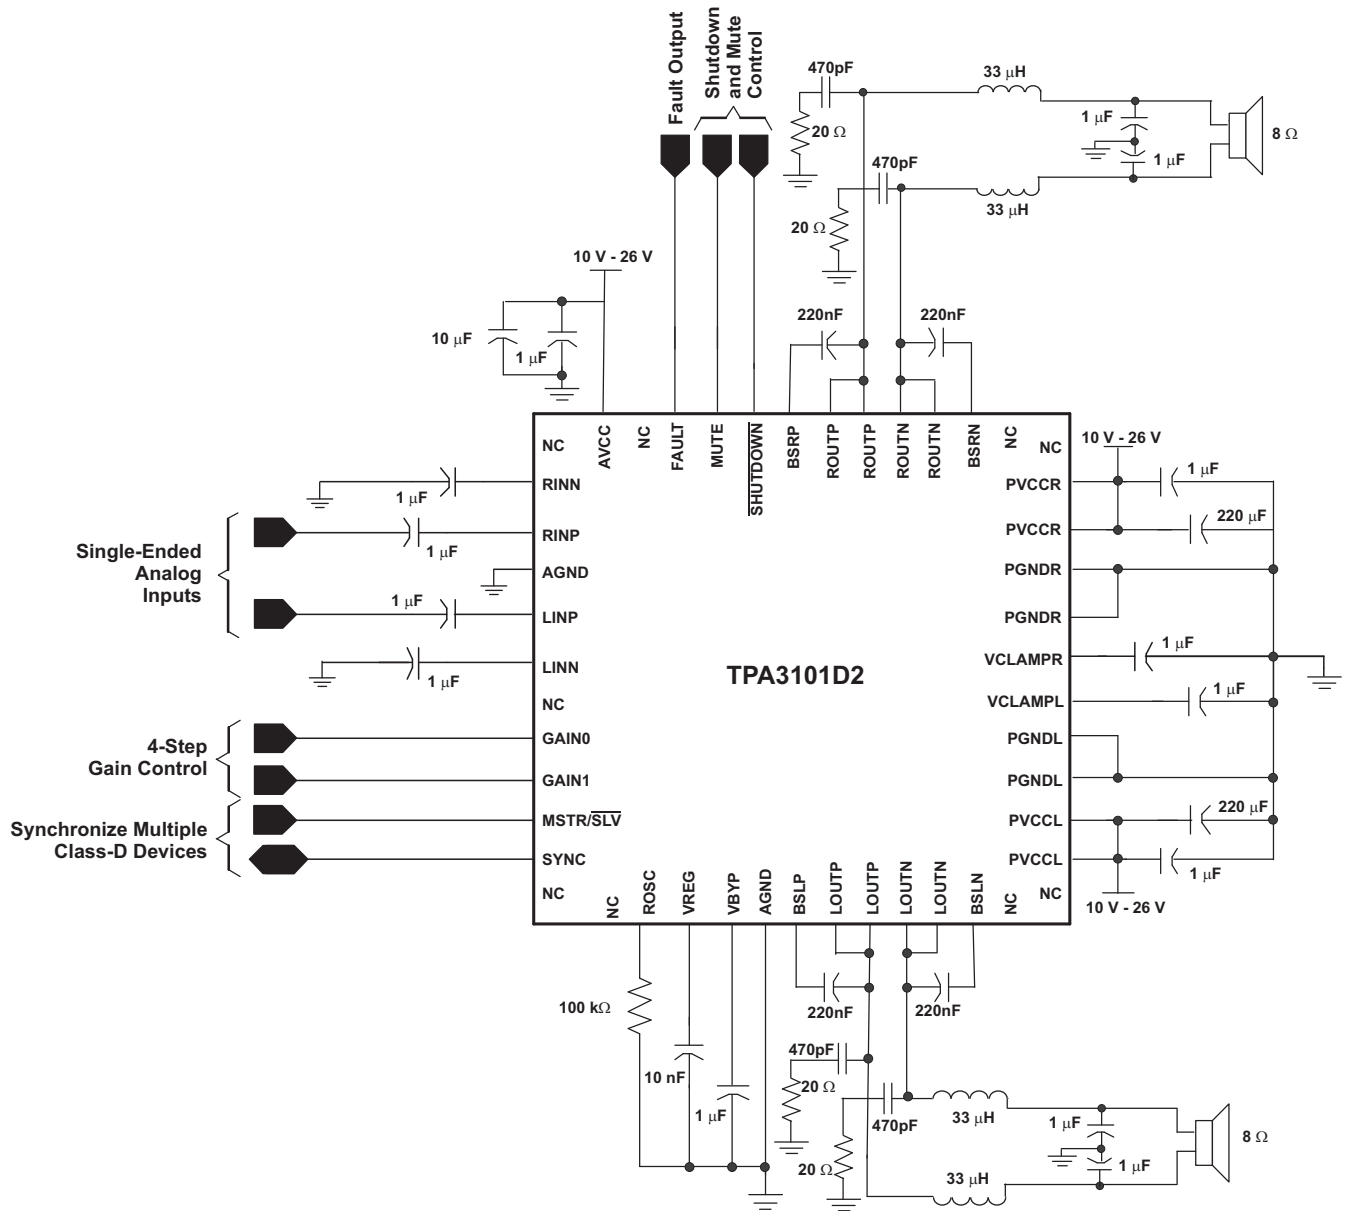 Fault Output
Shutdown
and Mute
Control
470pF
33 μH
20 Ω
1 μF
8 Ω
1 μF
470pF
33 μH
20 Ω
10 V - 26 V
10 μF
1 μF
220nF
220nF
NC
AVCC
NC
FAULT
MUTE
SHUTDOWN
BSRP
ROUTP
ROUTP
ROUTN
ROUTN
BSRN
NC
NC
10 V - 26 V
1 μF
RINN
1 μF
PVCCR
220 μF
Single-Ended
Analog
Inputs
RINP
1 μF
PVCCR
AGND
PGNDR
1 μF
LINP
PGNDR
LINN
1 μF
TPA3101D2
VCLAMPR
1 μF
NC
VCLAMPL
1 μF
4-Step
Gain Control
GAIN0
PGNDL
GAIN1
PGNDL
Synchronize Multiple
Class-D Devices
MSTR/SLV
PVCCL
220 μF
SYNC
PVCCL
1 μF
NC
NC
ROSC
VREG
VBYP
AGND
BSLP
LOUTP
LOUTP
LOUTN
LOUTN
BSLN
NC
NC
10 V - 26 V
100 kΩ
220nF
220nF
10 nF
1 μF
470pF
20 Ω
470pF
33 μH
1 μF
8 Ω
20 Ω
33 μH
1 μF